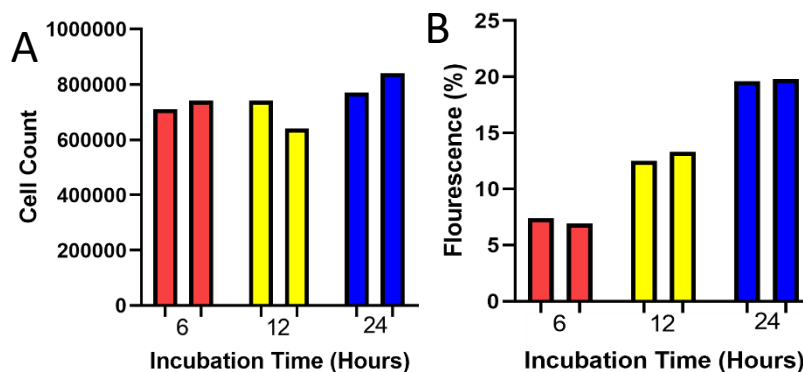 A
Cell Count
1000000
800000
600000
400000
200000
0
6 12 24
Incubation Time (Hours)
B
Flourescence (%)
25
20
15
10
5
0
6 12 24
Incubation Time (Hours)